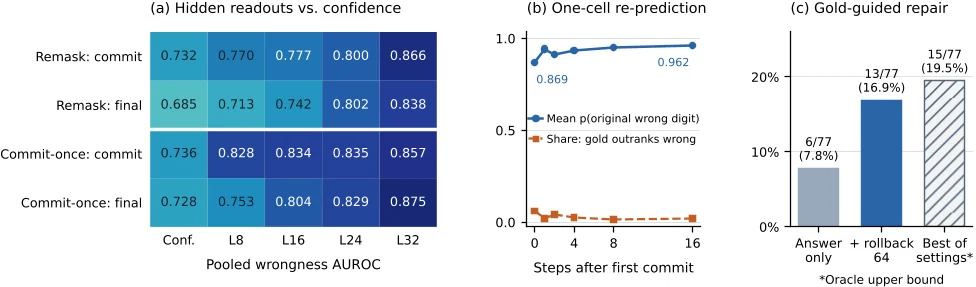 (a) Hidden readouts vs. confidence
Remask: commit 0.732 0.770 0.777 0.800 0.866
Remask: final 0.685 0.713 0.742 0.802 0.838
Commit-once: commit 0.736 0.828 0.834 0.835 0.857
Commit-once: final 0.728 0.753 0.804 0.829 0.875
Conf. L8 L16 L24 L32
Pooled wrongness AUROC
(b) One-cell re-prediction
1.0
0.869
0.962
Mean p(original wrong digit)
0.5
Share: gold outranks wrong
0.0
0 4 8 16
Steps after first commit
(c) Gold-guided repair
15/77
(19.5%)
13/77
(16.9%)
6/77
(7.8%)
20%
10%
0%
Answer only
+ rollback 64
Best of settings*
*Oracle upper bound